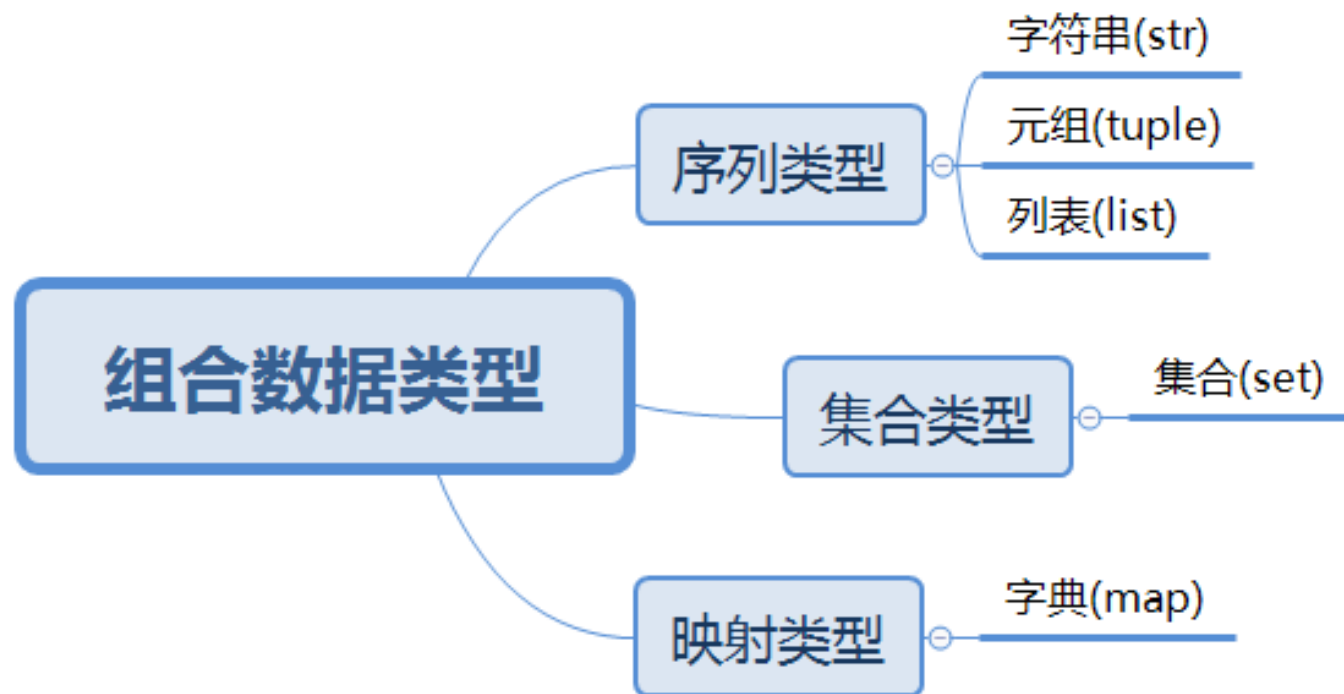 组合数据类型
序列类型
字符串(str)
元组(tuple)
列表(list)
集合类型
集合(set)
映射类型
字典(map)